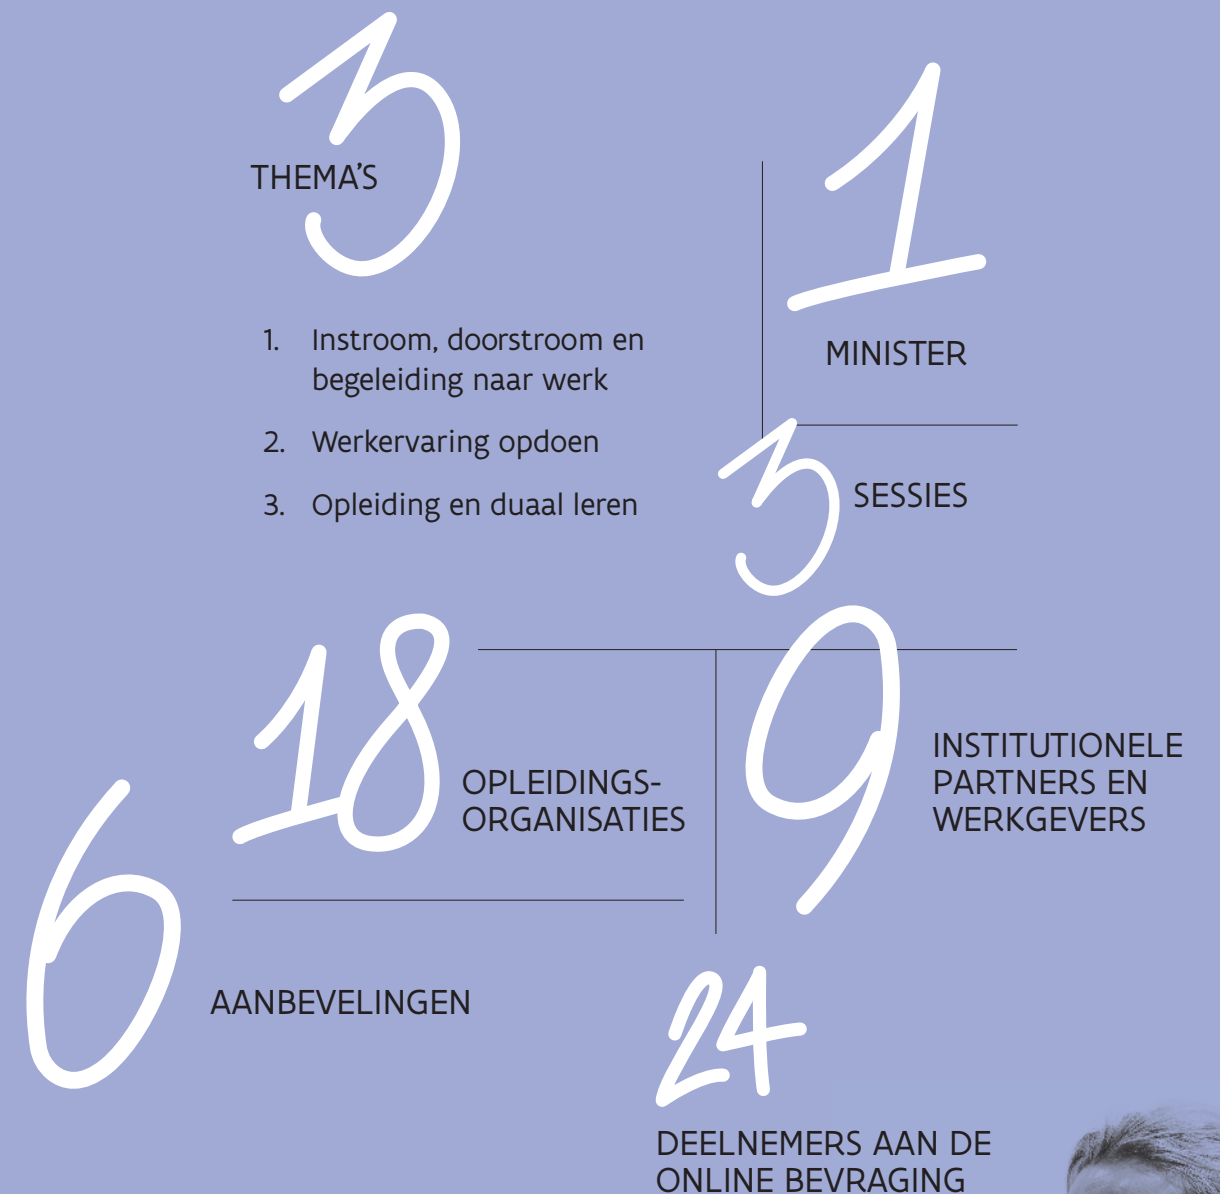 3
THEMA'S
1. Instroom, doorstroom en
begeleiding naar werk
2. Werkervaring opdoen
3. Opleiding en duaal leren
1
MINISTER
3
SESSIES
18
OPLEIDINGS-
ORGANISATIES
9
INSTITUTIONELE
PARTNERS EN
WERKGEVERS
6
AANBEVELINGEN
24
DEELNEMERS AAN DE
ONLINE BEVRAGING